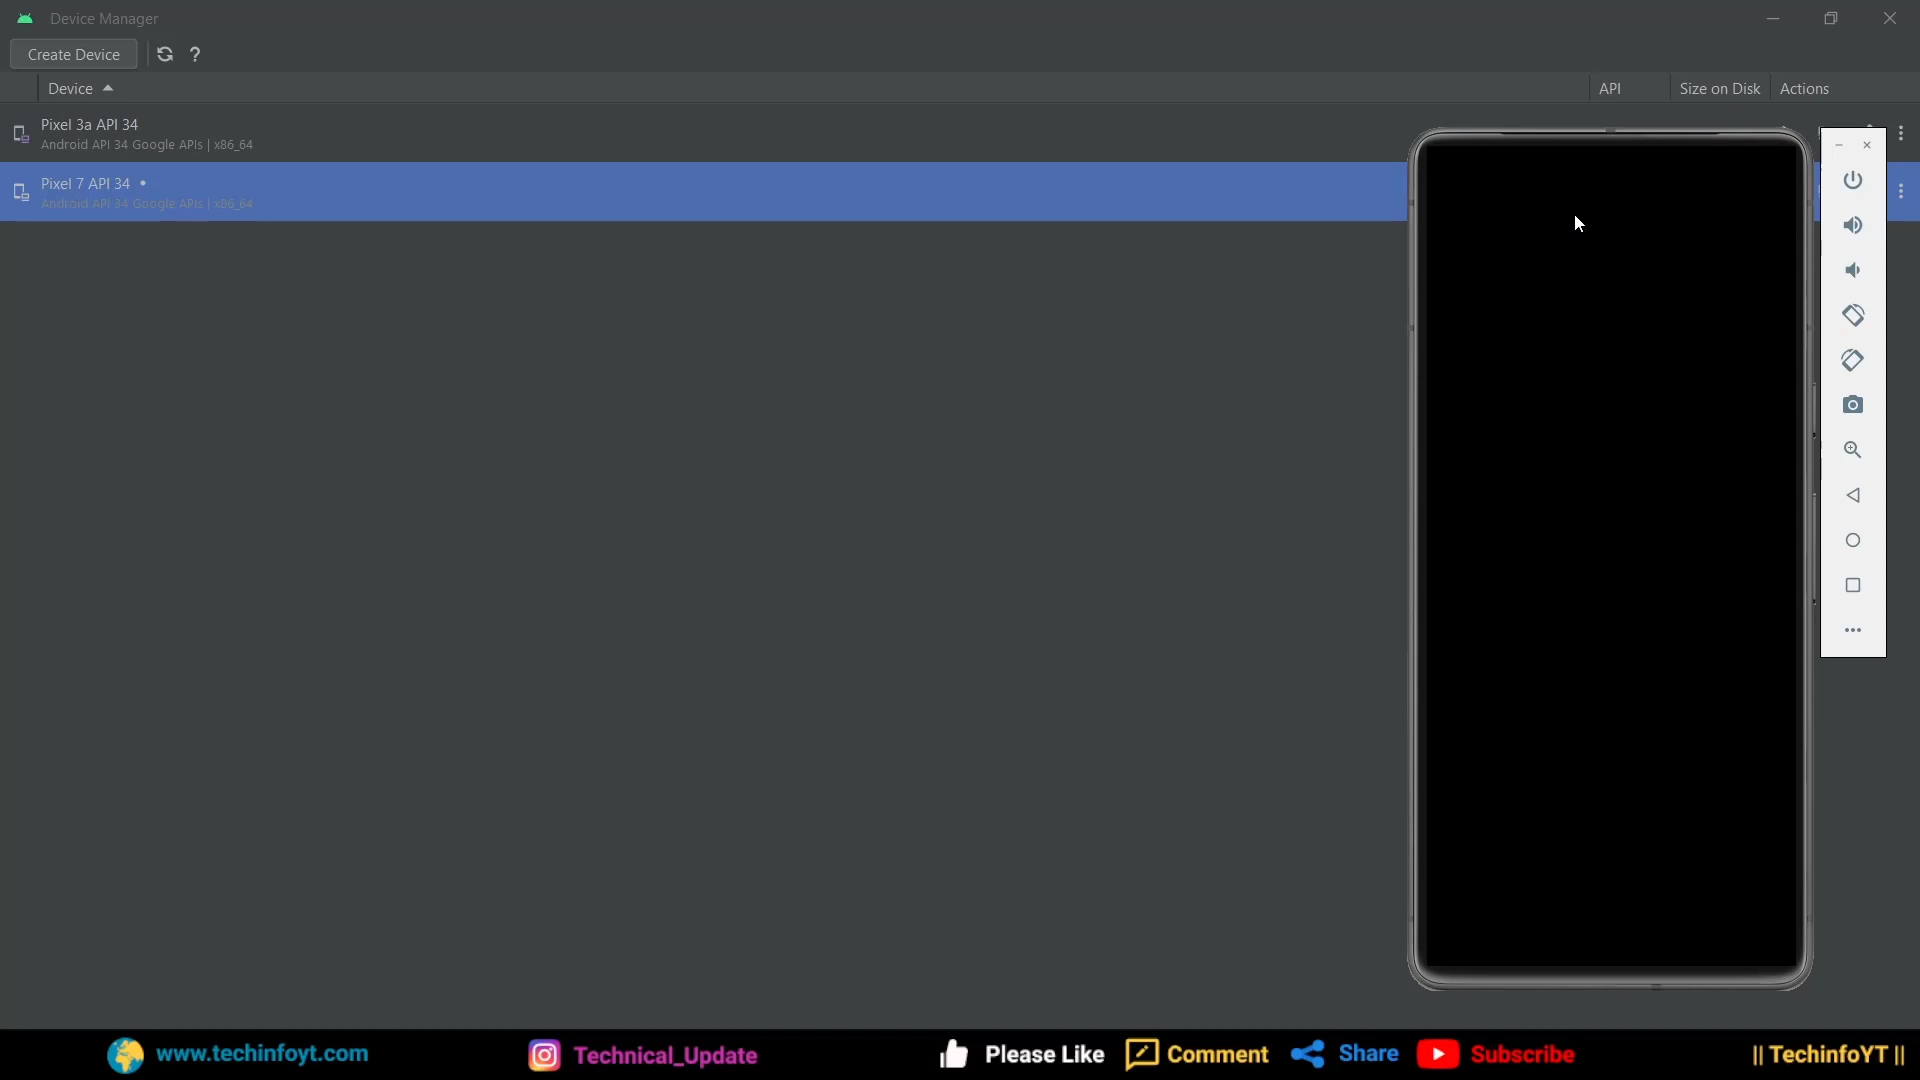 Device Manager
Create Device
?
Device API Size on Disk Actions
Pixel 3a API 34
Android API 34 Google APIs | x86_64
Pixel 7 API 34 •
Android API 34 Google APIs | x86_64
www.techinfoyt.com Technical_Update Please Like Comment Share Subscribe || TechinfoYT ||